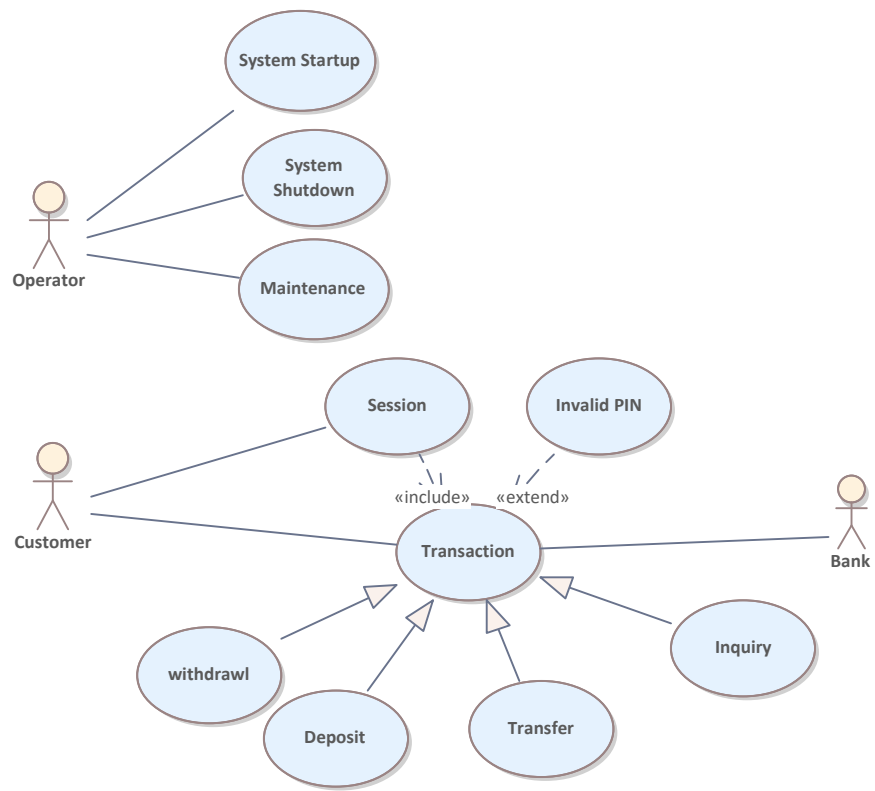 System Startup
System
Shutdown
Operator
Maintenance
Session
Invalid PIN
«include»
«extend»
Customer
Transaction
Bank
withdrawl
Inquiry
Deposit
Transfer